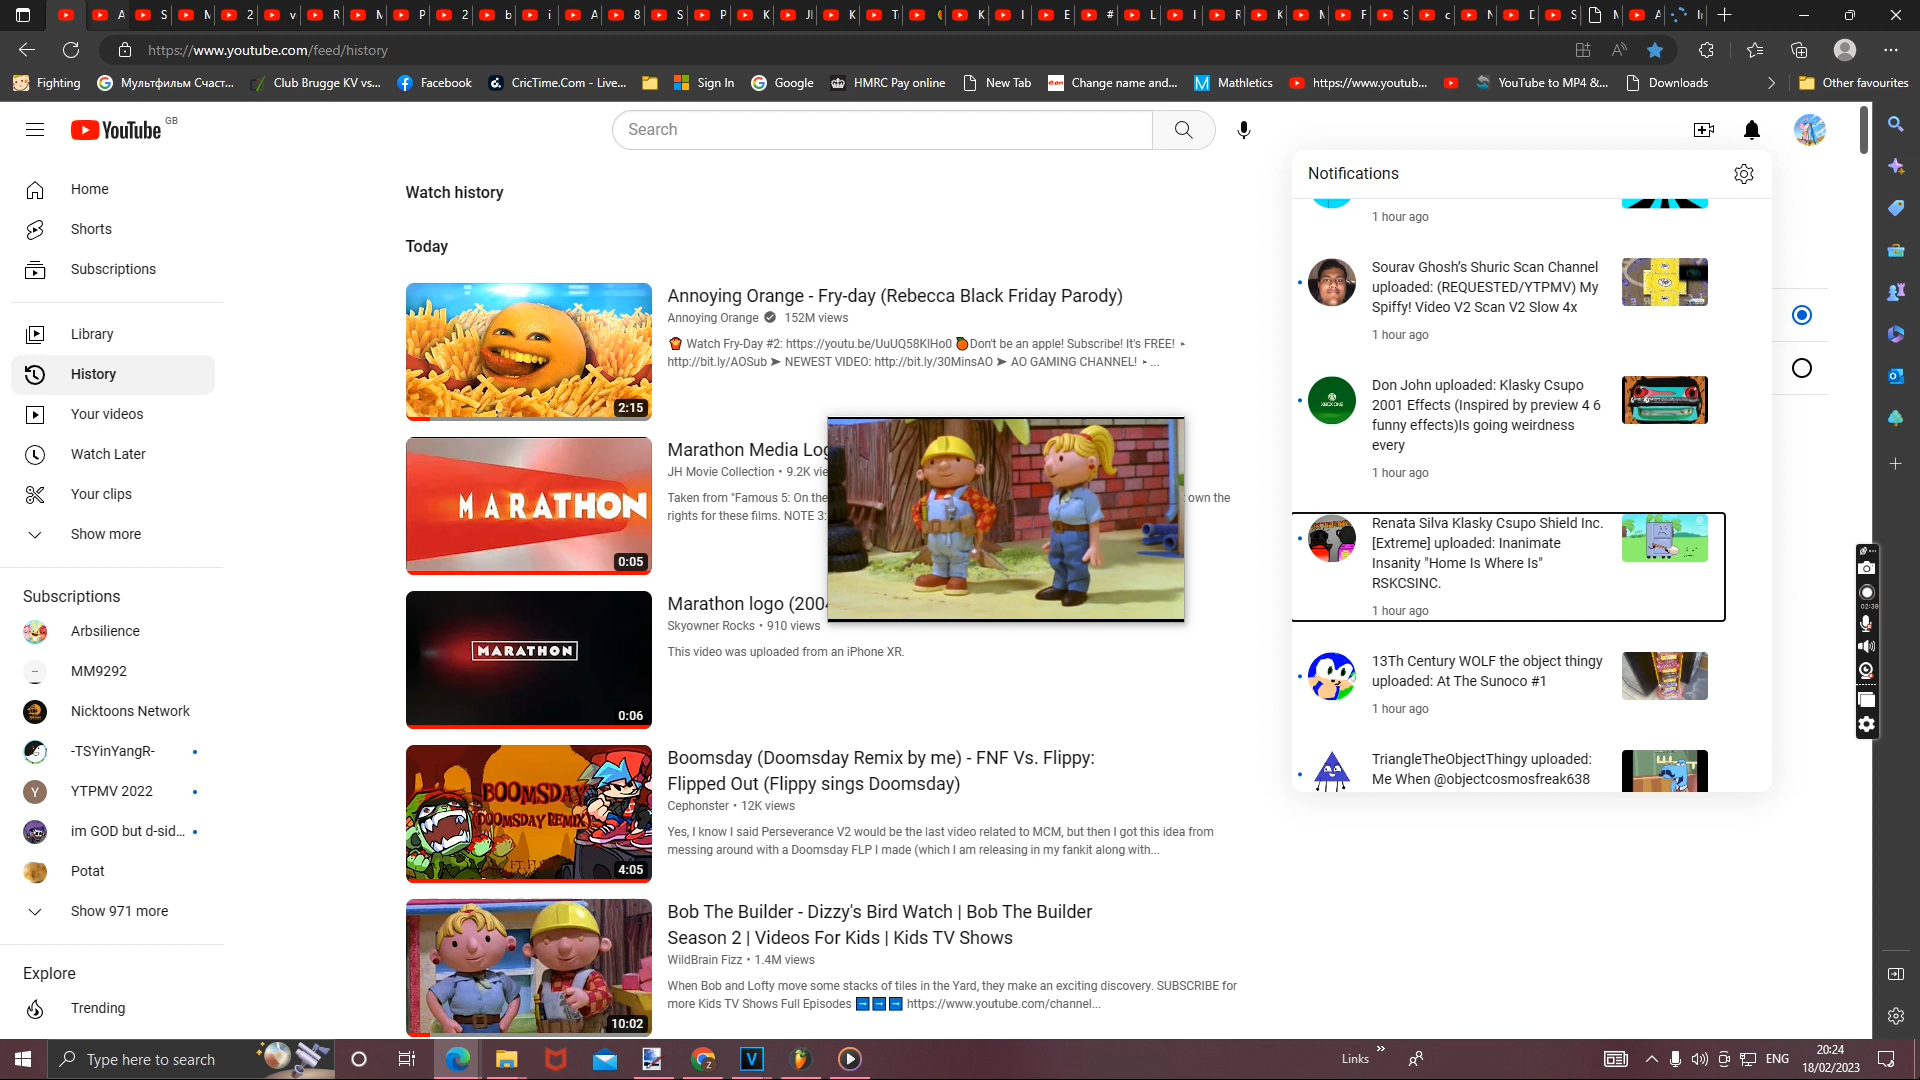 https://www.youtube.com/feed/history
Fighting
Мультфильм Счаст...
Club Brugge KV vs...
Facebook
CricTime.Com - Live...
Sign In
Google
HMRC Pay online
New Tab
Change name and...
Mathletics
https://www.youtub...
YouTube to MP4 &...
Downloads
Other favourites
YouTube GB
Search
Home
Shorts
Subscriptions
Library
History
Your videos
Watch Later
Your clips
Show more
Subscriptions
Arbsilience
MM9292
Nicktoons Network
-TSYinYangR-
YTPMV 2022
im GOD but d-sid...
Potat
Show 971 more
Explore
Trending
Watch history
Today
2:15
Annoying Orange - Fry-day (Rebecca Black Friday Parody)
Annoying Orange 152M views
🍟 Watch Fry-Day #2: https://youtu.be/UuUQ58KIHo0 🍊Don't be an apple! Subscribe! It's FREE! ‣
http://bit.ly/AOSub ➤ NEWEST VIDEO: http://bit.ly/30MinsAO ➤ AO GAMING CHANNEL! ‣ ...
MARATHON
0:05
Marathon Media Log
JH Movie Collection • 9.2K vie
Taken from "Famous 5: On the
own the
rights for these films. NOTE 3:
MARATHON
0:06
Marathon logo (200
Skyowner Rocks • 910 views
This video was uploaded from an iPhone XR.
BOOMSDAY
(DOOMSDAY REMIX)
4:05
Boomsday (Doomsday Remix by me) - FNF Vs. Flippy:
Flipped Out (Flippy sings Doomsday)
Cephonster • 12K views
Yes, I know I said Perseverance V2 would be the last video related to MCM, but then I got this idea from
messing around with a Doomsday FLP I made (which I am releasing in my fankit along with...
10:02
Bob The Builder - Dizzy's Bird Watch | Bob The Builder
Season 2 | Videos For Kids | Kids TV Shows
WildBrain Fizz • 1.4M views
When Bob and Lofty move some stacks of tiles in the Yard, they make an exciting discovery. SUBSCRIBE for
more Kids TV Shows Full Episodes ➡️➡️➡️ https://www.youtube.com/channel...
Notifications
1 hour ago
Sourav Ghosh's Shuric Scan Channel
uploaded: (REQUESTED/YTPMV) My
Spiffy! Video V2 Scan V2 Slow 4x
1 hour ago
XBOX ONE
Don John uploaded: Klasky Csupo
2001 Effects (Inspired by preview 4 6
funny effects)Is going weirdness
every
1 hour ago
Renata Silva Klasky Csupo Shield Inc.
[Extreme] uploaded: Inanimate
Insanity "Home Is Where Is"
RSKCSINC.
1 hour ago
13Th Century WOLF the object thingy
uploaded: At The Sunoco #1
1 hour ago
TriangleTheObjectThingy uploaded:
Me When @objectcosmosfreak638
Type here to search
Links
ENG
20:24
18/02/2023